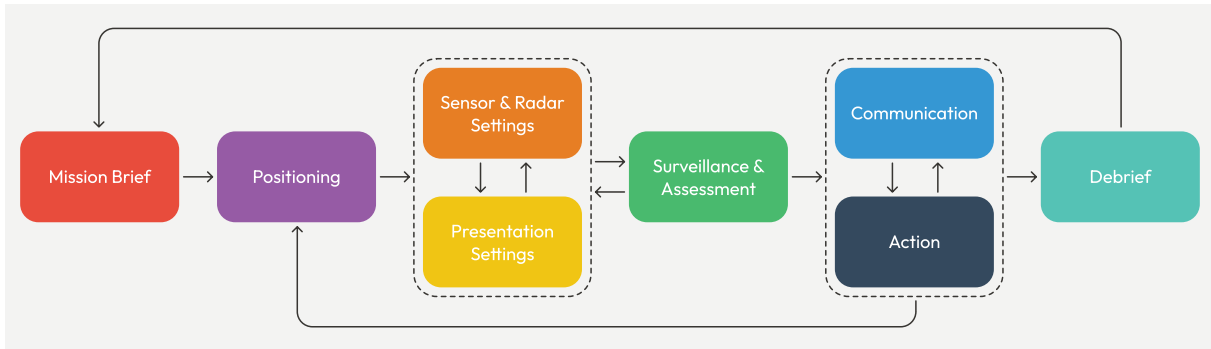 Mission Brief
Positioning
Sensor & Radar
Settings
Presentation
Settings
Surveillance &
Assessment
Communication
Action
Debrief